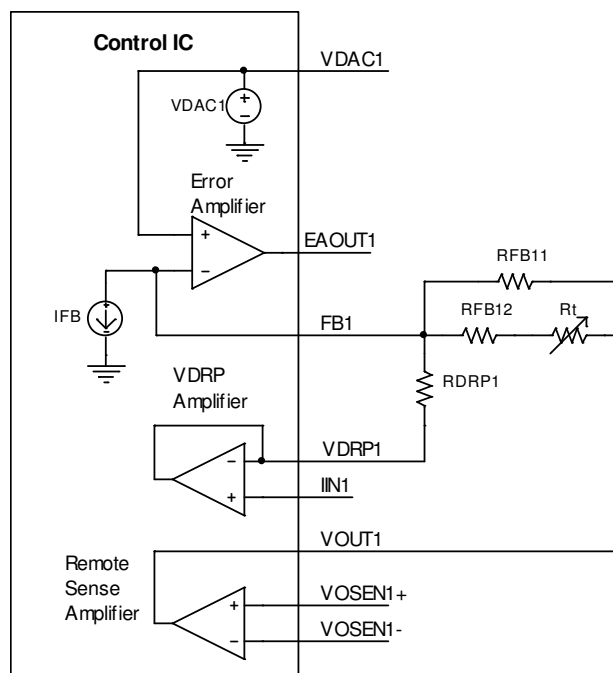 Control IC
VDAC1
VDAC1
+
−
Error
Amplifier
+
−
EAOUT1
RFB11
IFB
+
−
FB1
RFB12
Rt
RDRP1
VDRP
Amplifier
−
VDRP1
+
IIN1
VOUT1
Remote
Sense
Amplifier
+
VOSEN1+
−
VOSEN1-